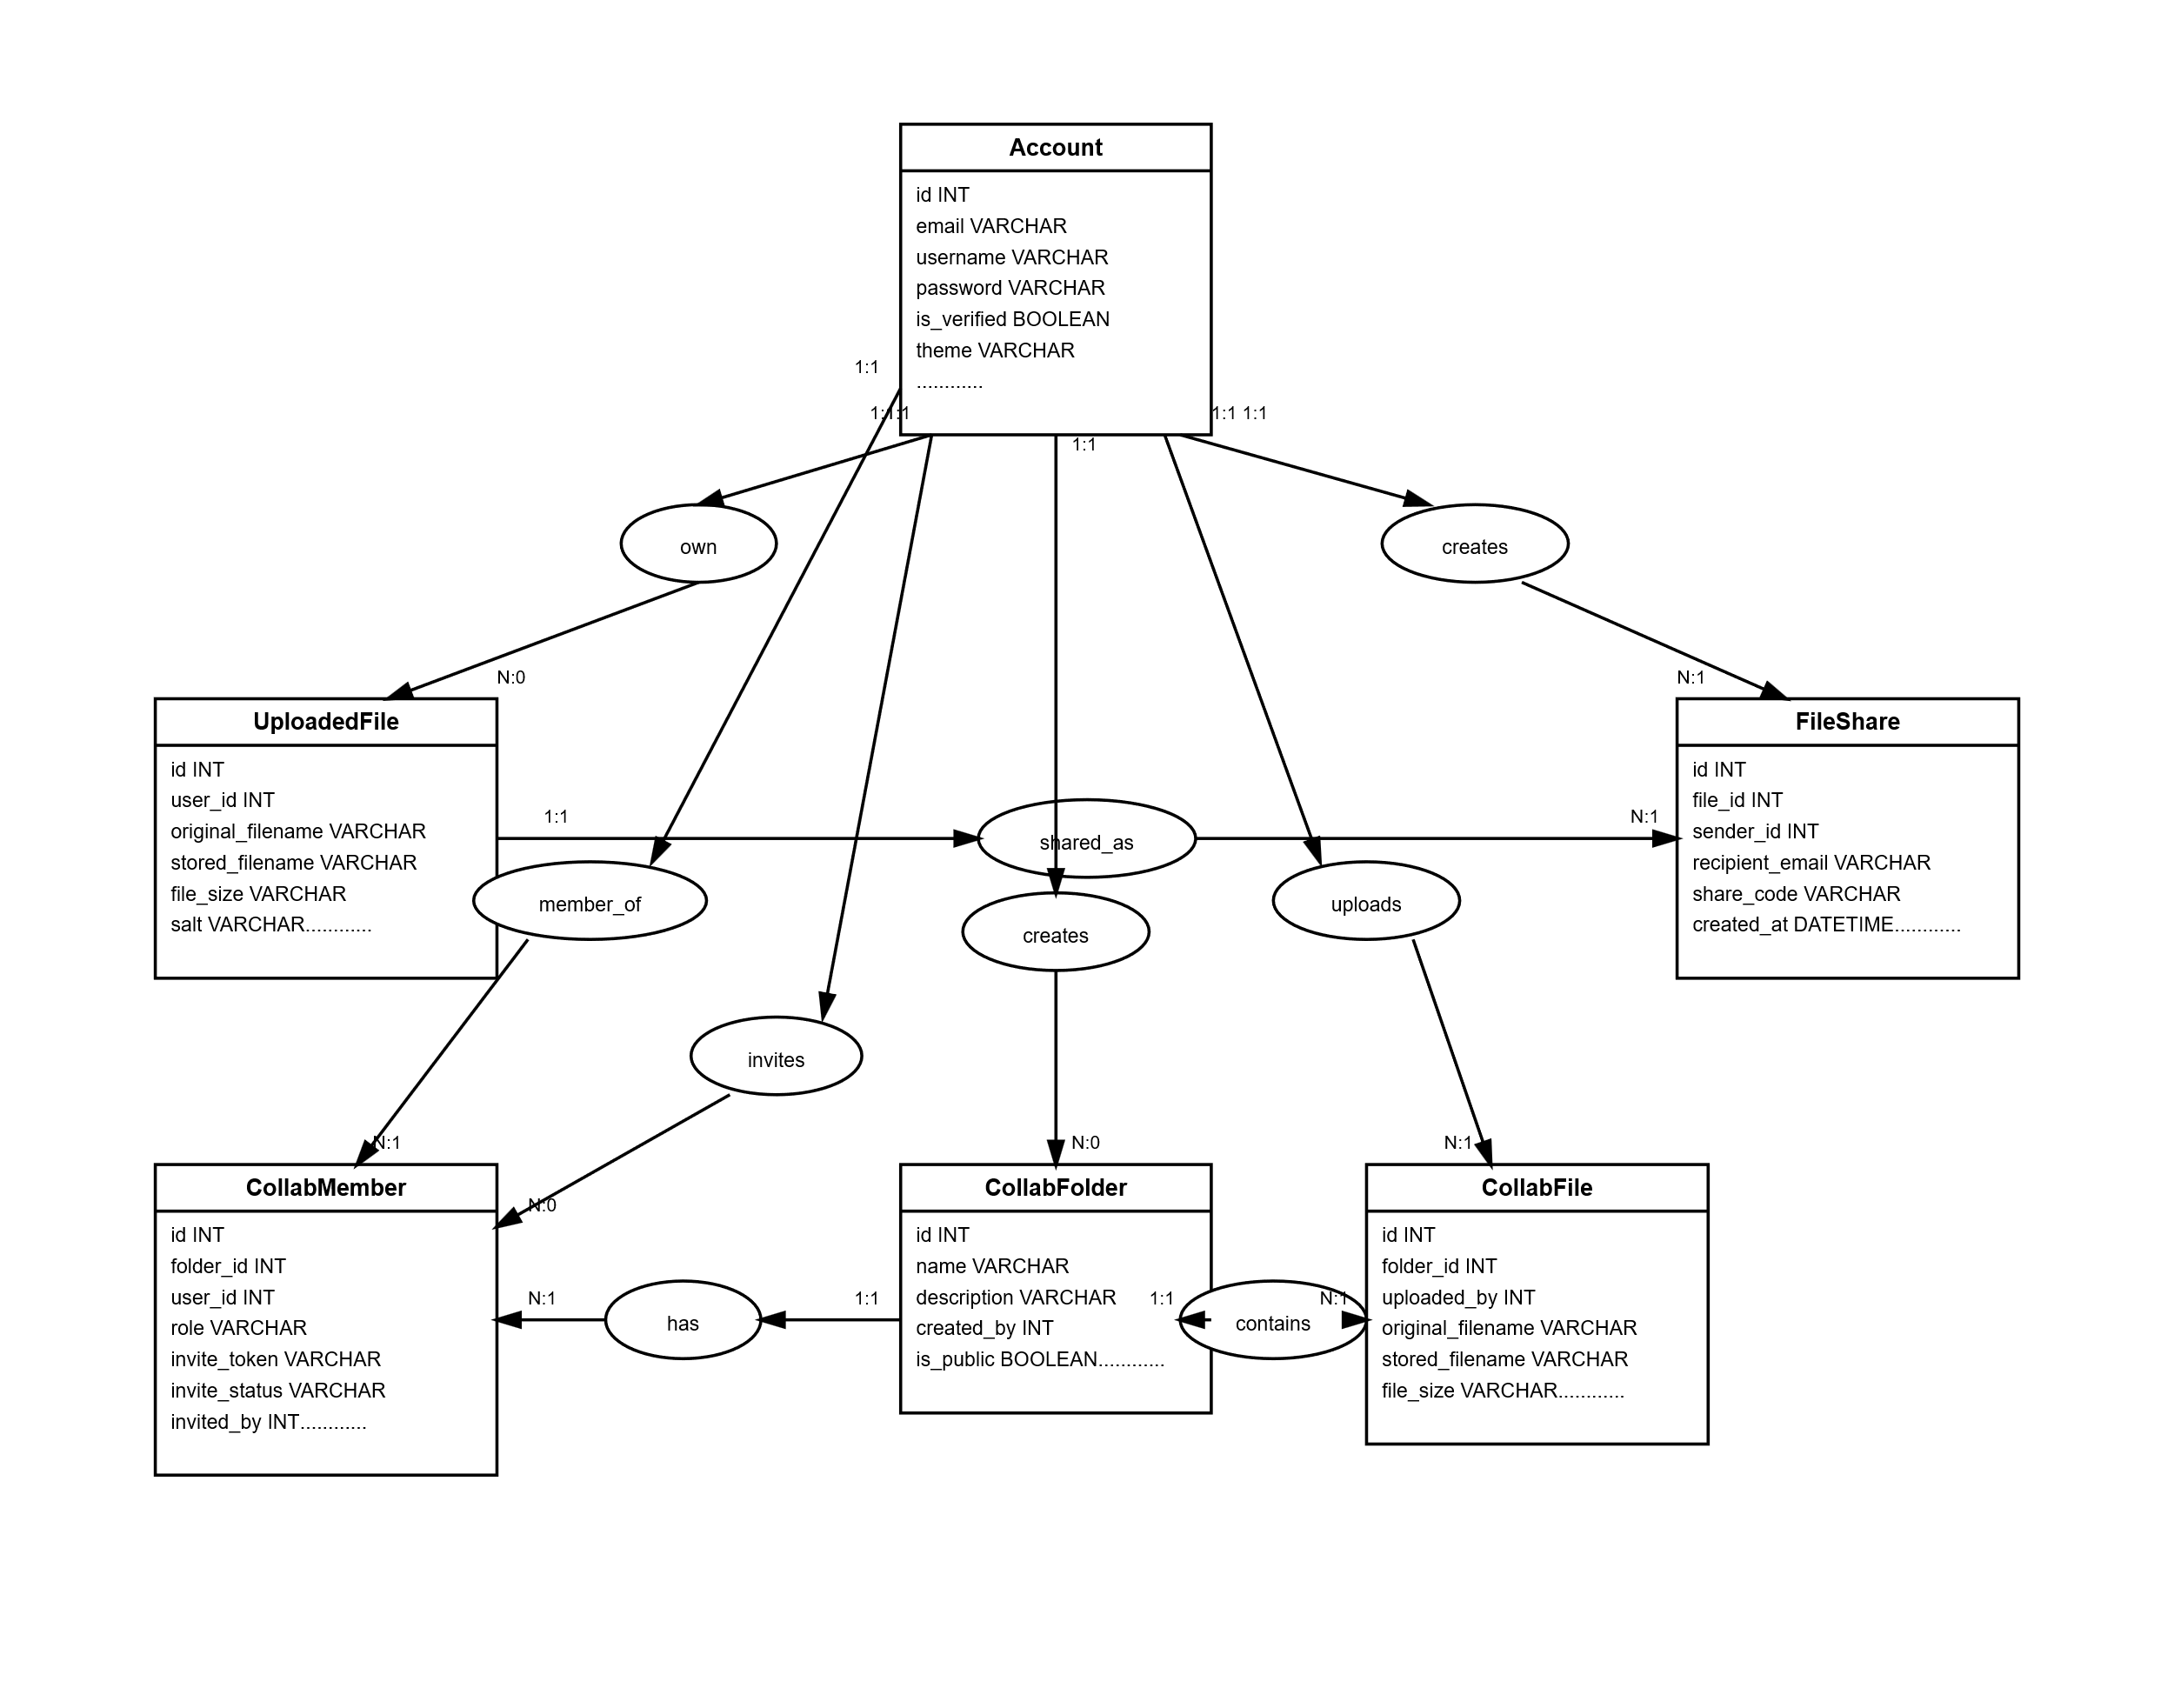 Account
id INT
email VARCHAR
username VARCHAR
password VARCHAR
is_verified BOOLEAN
theme VARCHAR
............
1:1
1:1
1:1
1:1
1:1 1:1
own
creates
N:0
N:1
UploadedFile
id INT
user_id INT
original_filename VARCHAR
stored_filename VARCHAR
file_size VARCHAR
salt VARCHAR............
FileShare
id INT
file_id INT
sender_id INT
recipient_email VARCHAR
share_code VARCHAR
created_at DATETIME............
1:1
shared_as
N:1
member_of
creates
uploads
invites
N:1
N:0
N:0
N:1
CollabMember
id INT
folder_id INT
user_id INT
role VARCHAR
invite_token VARCHAR
invite_status VARCHAR
invited_by INT............
N:1
has
1:1
CollabFolder
id INT
name VARCHAR
description VARCHAR
created_by INT
is_public BOOLEAN............
1:1
contains
N:1
CollabFile
id INT
folder_id INT
uploaded_by INT
original_filename VARCHAR
stored_filename VARCHAR
file_size VARCHAR............